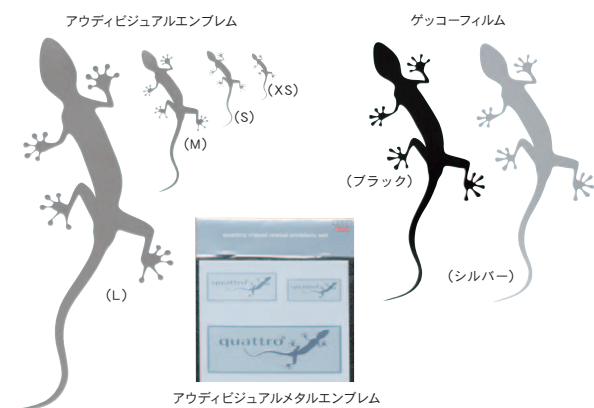 アウディビジュアルエンブレム
ゲッコーフィルム
(XS)
(S)
(M)
(ブラック)
(シルバー)
(L)
quattro
quattro
quattro
アウディビジュアルメタルエンブレム